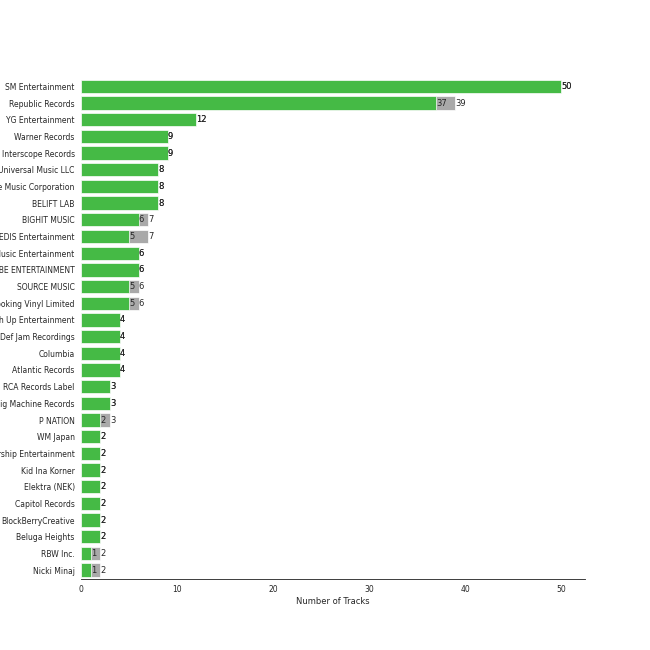 SM Entertainment 50
Republic Records 37 39
YG Entertainment 12
Warner Records 9
Interscope Records 9
Universal Music LLC 8
e Music Corporation 8
BELIFT LAB 8
BIGHIT MUSIC 6 7
EDIS Entertainment 5 7
usic Entertainment 6
BE ENTERTAINMENT 6
SOURCE MUSIC 5 6
oking Vinyl Limited 5 6
h Up Entertainment 4
Def Jam Recordings 4
Columbia 4
Atlantic Records 4
RCA Records Label 3
ig Machine Records 3
P NATION 2 3
WM Japan 2
rship Entertainment 2
Kid Ina Korner 2
Elektra (NEK) 2
Capitol Records 2
BlockBerryCreative 2
Beluga Heights 2
RBW Inc. 1 2
Nicki Minaj 1 2
0 10 20 30 40 50
Number of Tracks